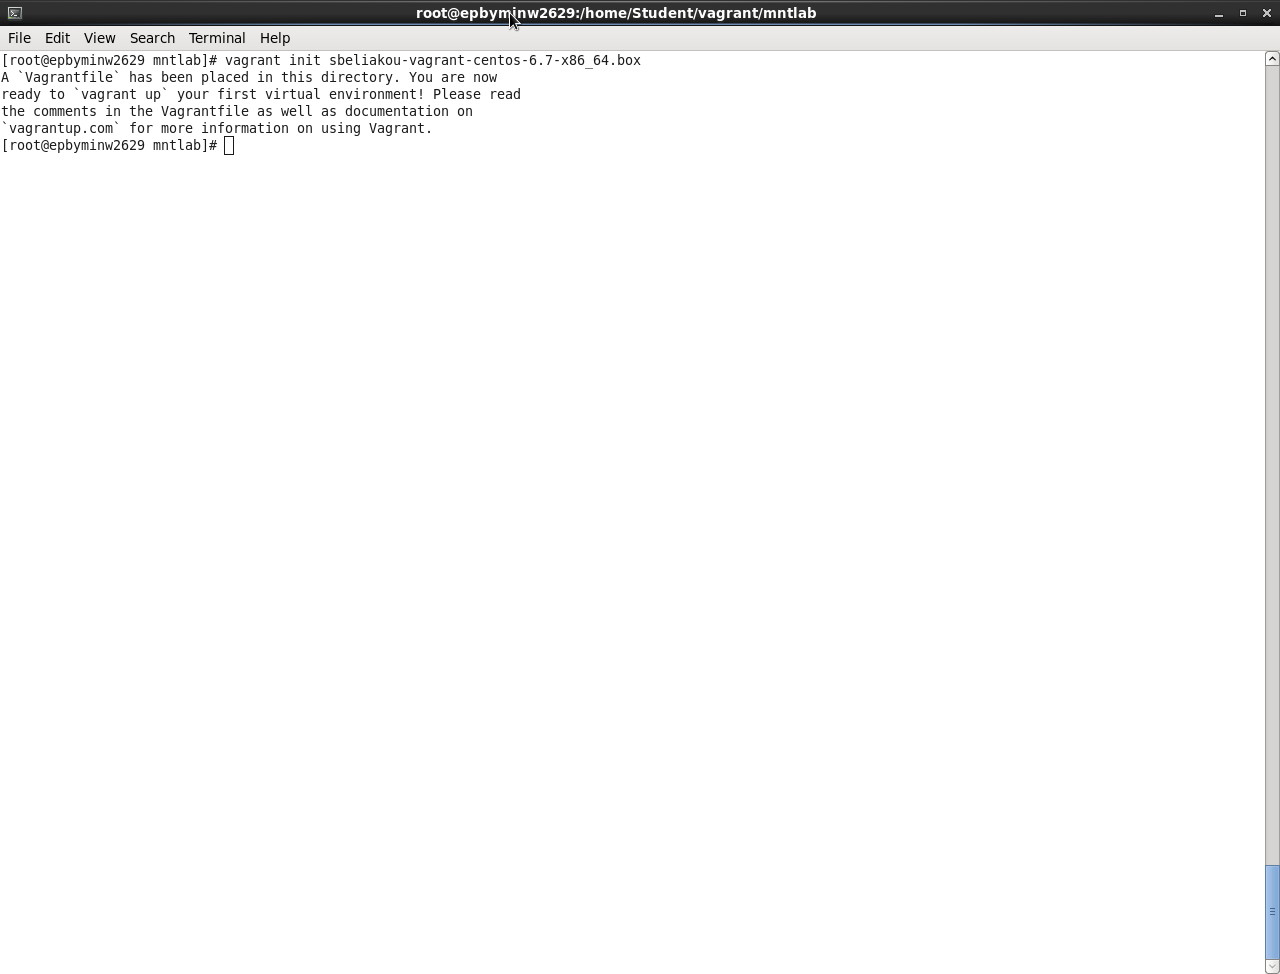 root@epbyminw2629:/home/Student/vagrant/mntlab
File Edit View Search Terminal Help
[root@epbyminw2629 mntlab]# vagrant init sbeliakou-vagrant-centos-6.7-x86_64.box
A `Vagrantfile` has been placed in this directory. You are now
ready to `vagrant up` your first virtual environment! Please read
the comments in the Vagrantfile as well as documentation on
`vagrantup.com` for more information on using Vagrant.
[root@epbyminw2629 mntlab]#